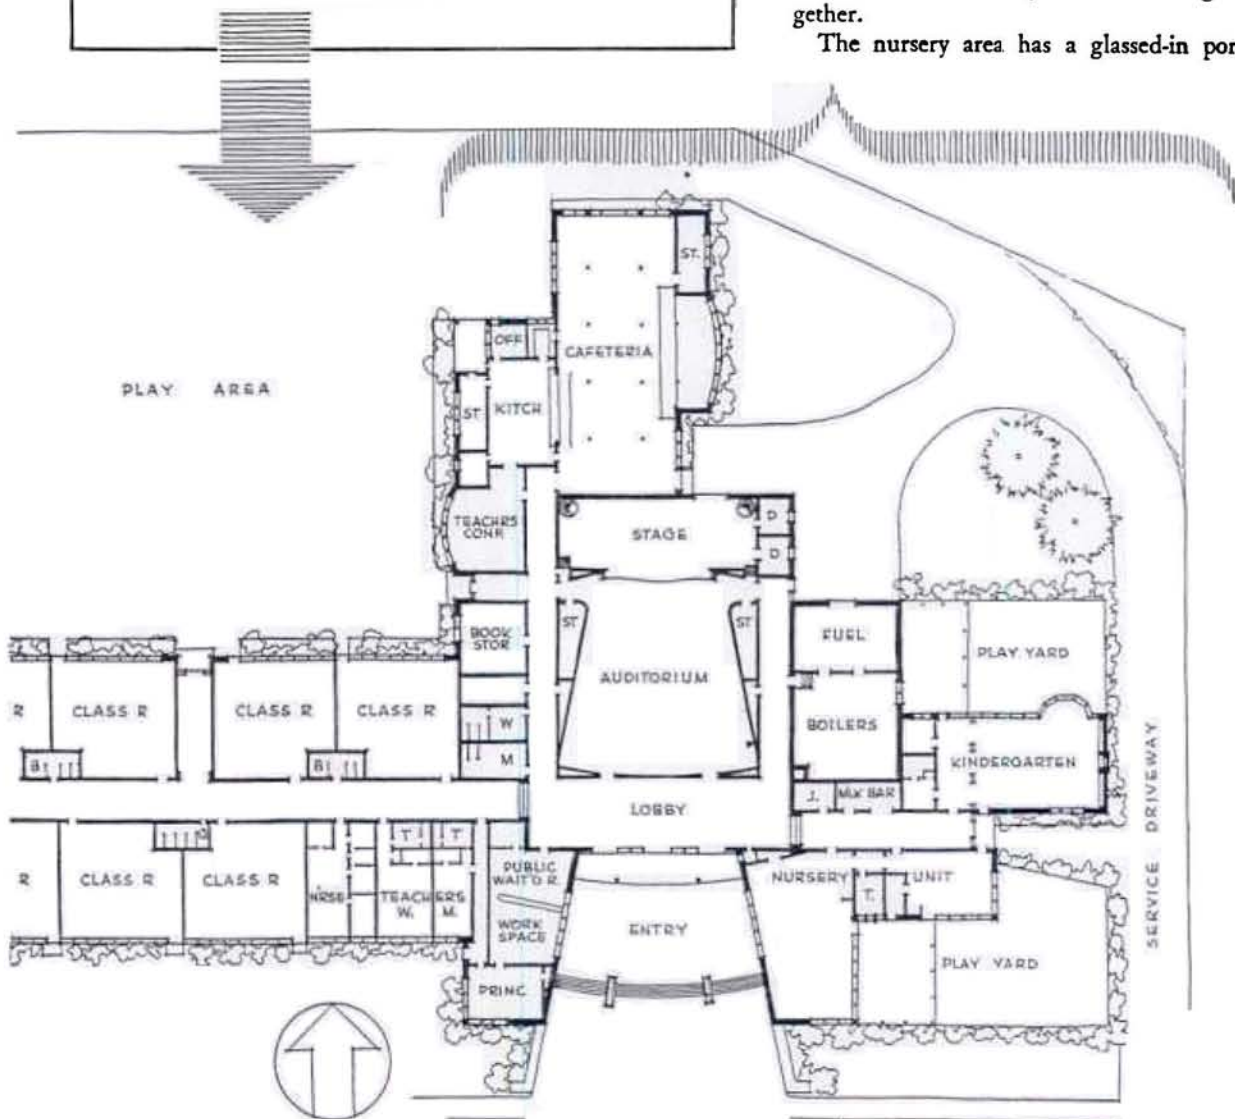 gether.
The nursery area has a glassed-in por
PLAY AREA
ST.
OFF
CAFETERIA
ST
KITCH
TEACHRS
CONF.
STAGE
D
D
BOOK
STOR
ST
ST
FUEL
PLAY YARD
AUDITORIUM
R
CLASS R
CLASS R
CLASS R
W
BOILERS
B
B
M
KINDERGARTEN
J.
MLK BAR
LOBBY
SERVICE DRIVEWAY
G
T
T
R
CLASS R
CLASS R
NRSE
TEACHERS
W.
M.
PUBLIC
WAIT'G R.
WORK
SPACE
NURSERY
T.
UNIT
ENTRY
PLAY YARD
PRINC